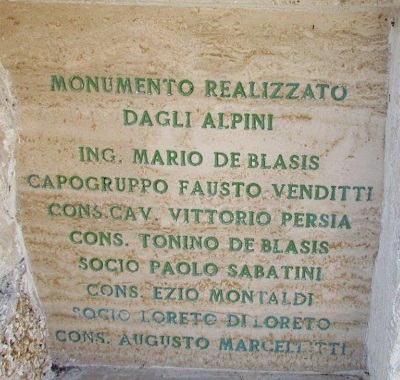 MONUMENTO REALIZZATO
DAGLI ALPINI
ING. MARIO DE BLASIS
CAPOGRUPPO FAUSTO VENDITTI
CONS. CAV. VITTORIO PERSIA
CONS. TONINO DE BLASIS
SOCIO PAOLO SABATINI
CONS. EZIO MONTALDI
SOCIO LORETO DI LORETO
CONS. AUGUSTO MARCELLITTI